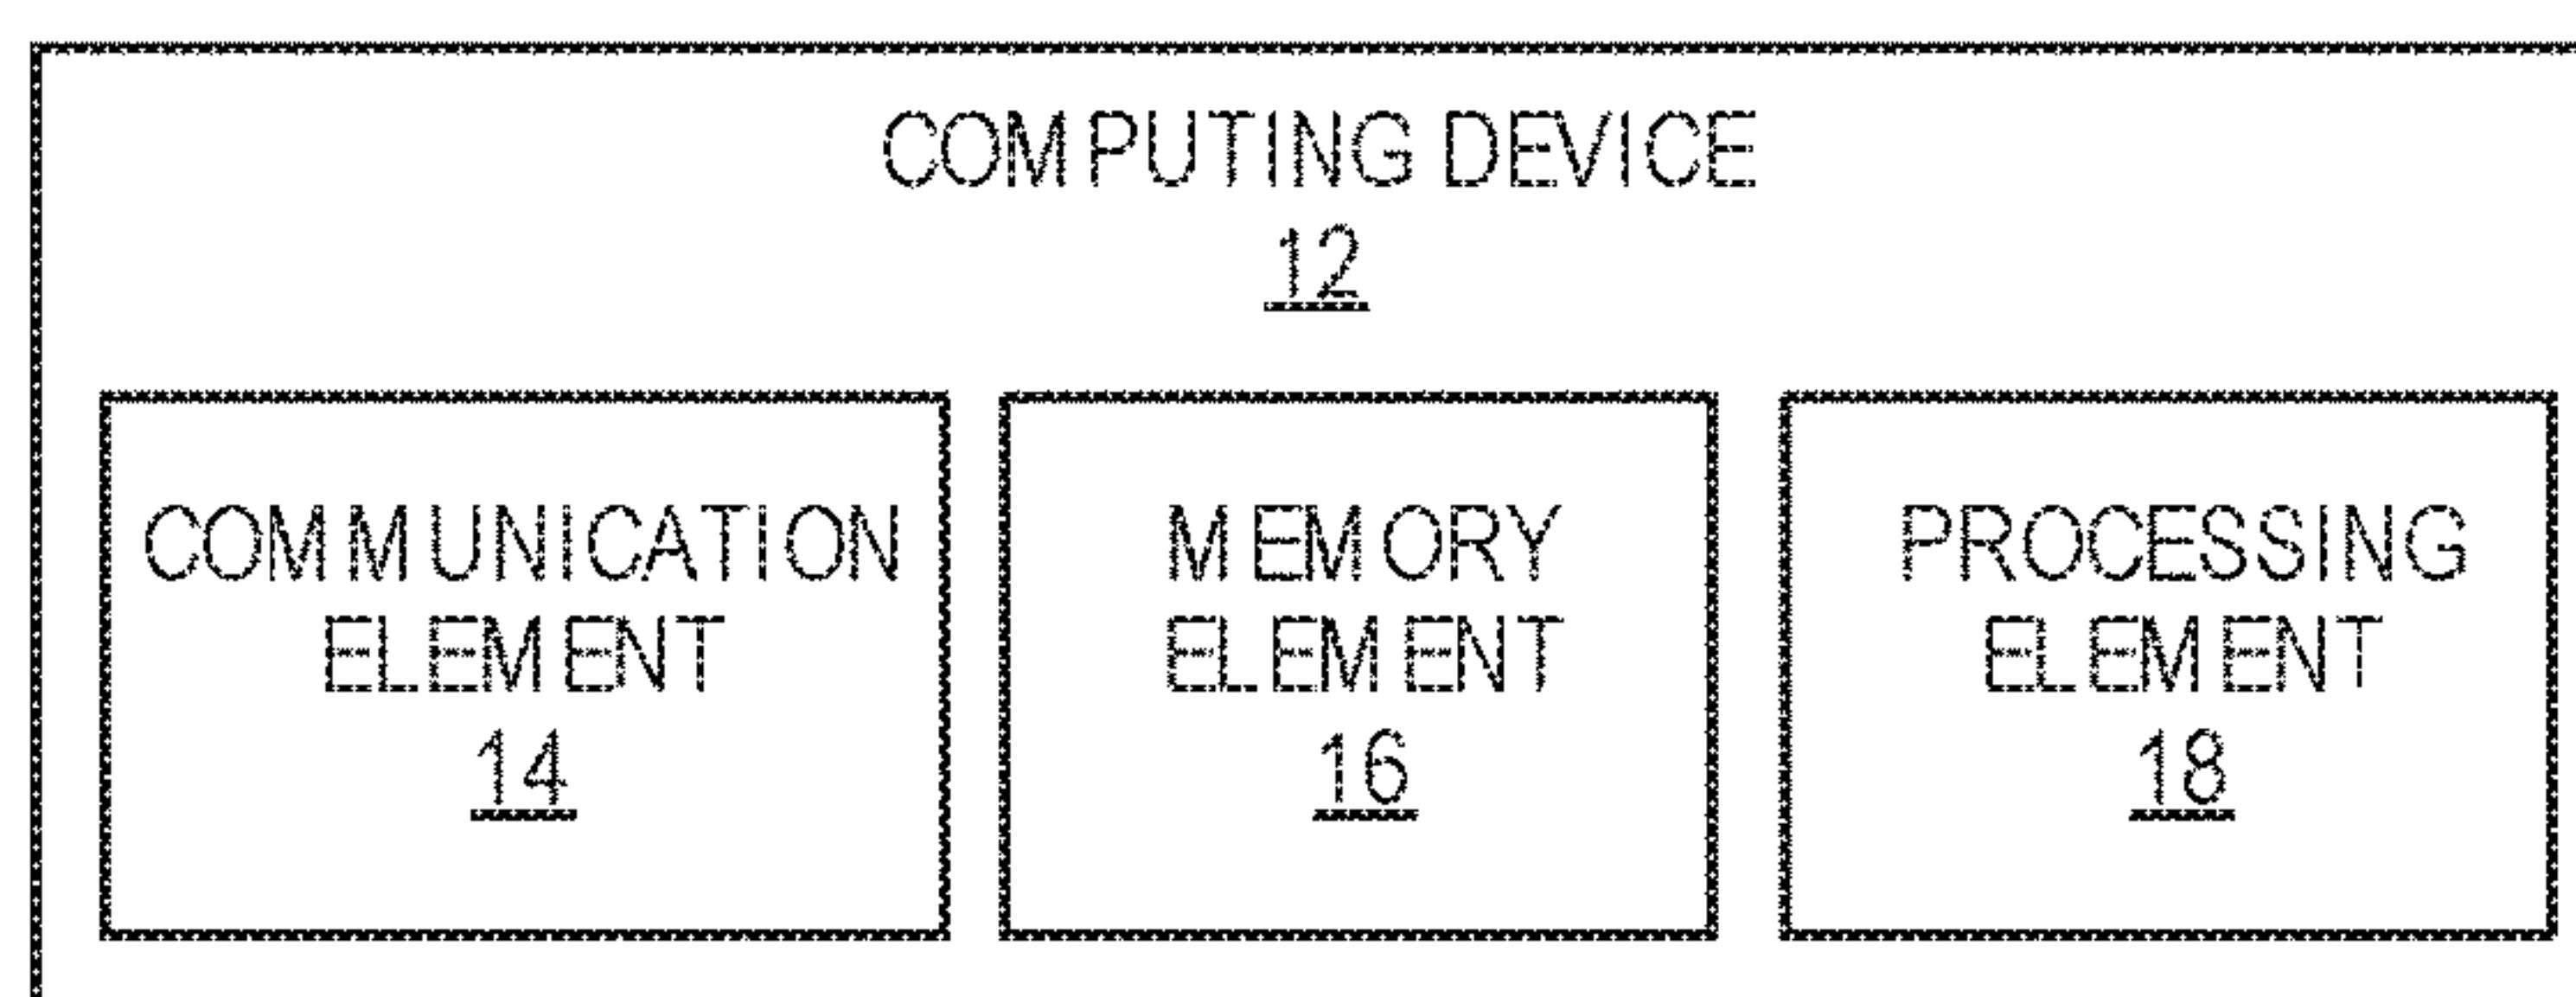 COMPUTING DEVICE
12
COMMUNICATION
ELEMENT
14
MEMORY
ELEMENT
16
PROCESSING
ELEMENT
18